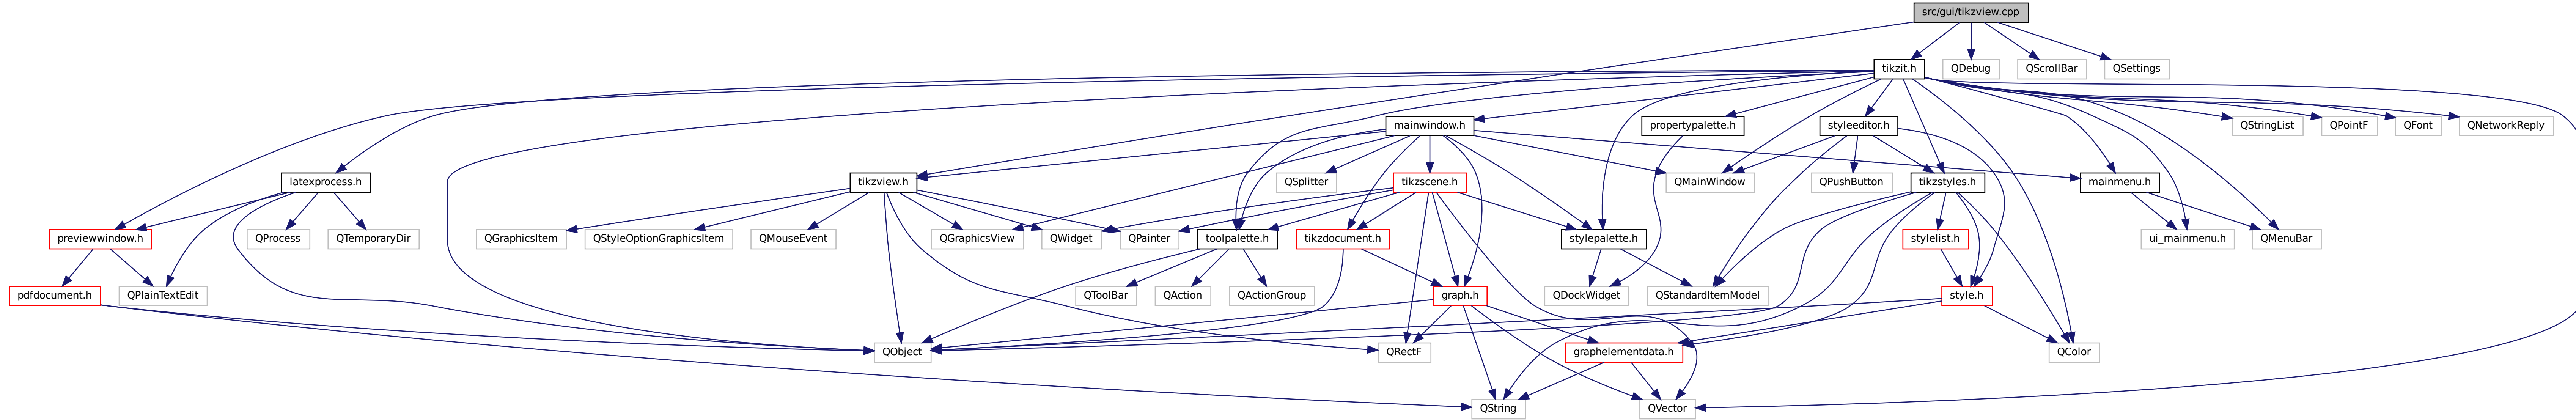 src/gui/tikzview.cpp
tikzit.h
QDebug
QScrollBar
QSettings
mainwindow.h
propertypalette.h
styleeditor.h
QStringList
QPointF
QFont
QNetworkReply
latexprocess.h
tikzview.h
QSplitter
tikzscene.h
QMainWindow
QPushButton
tikzstyles.h
mainmenu.h
previewwindow.h
QProcess
QTemporaryDir
QGraphicsItem
QStyleOptionGraphicsItem
QMouseEvent
QGraphicsView
QWidget
QPainter
toolpalette.h
tikzdocument.h
stylepalette.h
stylelist.h
ui_mainmenu.h
QMenuBar
pdfdocument.h
QPlainTextEdit
QToolBar
QAction
QActionGroup
graph.h
QDockWidget
QStandardItemModel
style.h
QObject
QRectF
graphelementdata.h
QColor
QString
QVector